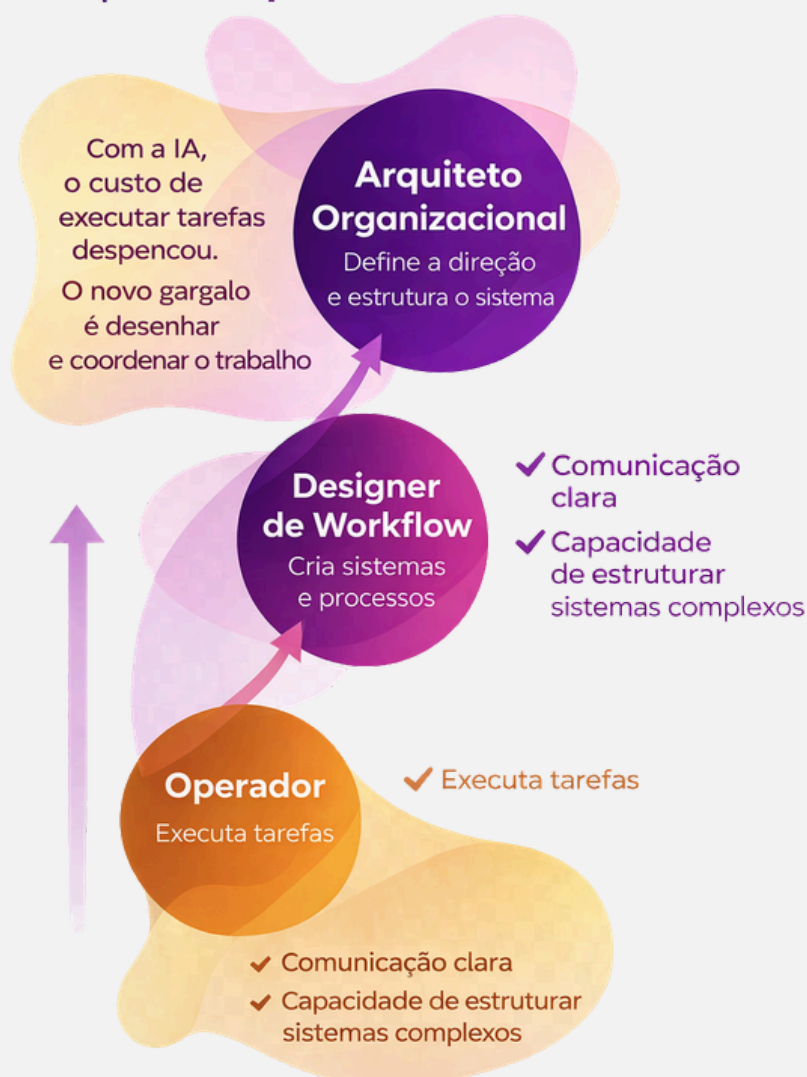 Com a IA,
o custo de
executar tarefas
despencou.
O novo gargalo
é desenhar
e coordenar o trabalho
Arquiteto
Organizacional
Define a direção
e estrutura o sistema
Designer
de Workflow
Cria sistemas
e processos
Comunicação
clara
Capacidade
de estruturar
sistemas complexos
Operador
Executa tarefas
Executa tarefas
Comunicação clara
Capacidade de estruturar
sistemas complexos